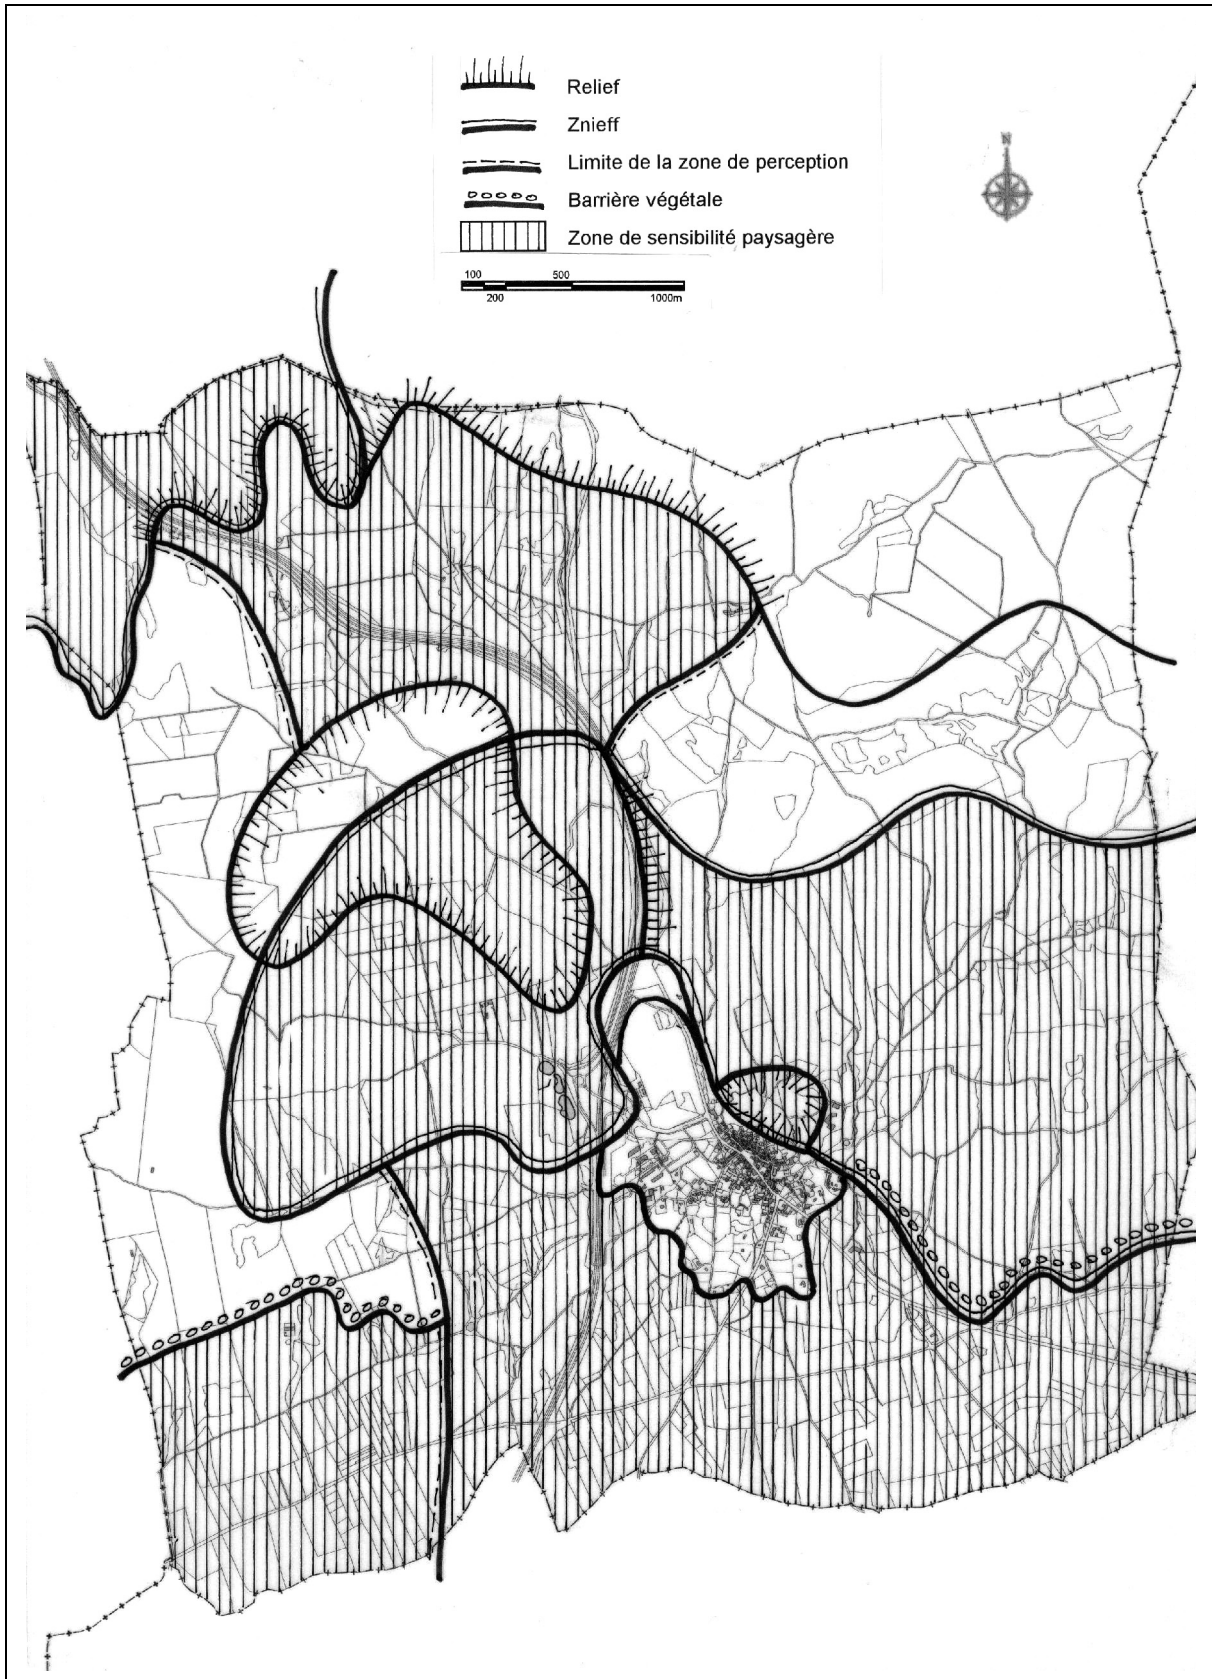 Relief
Znieff
N
Limite de la zone de perception
Barrière végétale
Zone de sensibilité paysagère
100 500
200 1000m